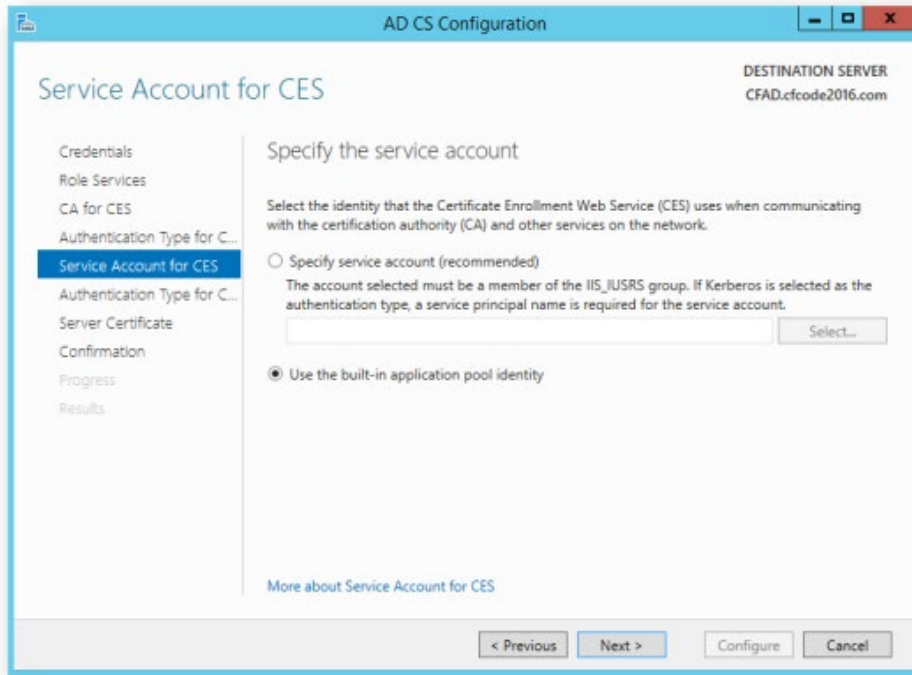 AD CS Configuration
Service Account for CES
DESTINATION SERVER
CFAD.cfcode2016.com
Credentials
Role Services
CA for CES
Authentication Type for C...
Service Account for CES
Authentication Type for C...
Server Certificate
Confirmation
Progress
Results
Specify the service account
Select the identity that the Certificate Enrollment Web Service (CES) uses when communicating
with the certification authority (CA) and other services on the network.
Specify service account (recommended)
The account selected must be a member of the IIS_IUSRS group. If Kerberos is selected as the
authentication type, a service principal name is required for the service account.
Select...
Use the built-in application pool identity
More about Service Account for CES
< Previous
Next >
Configure
Cancel